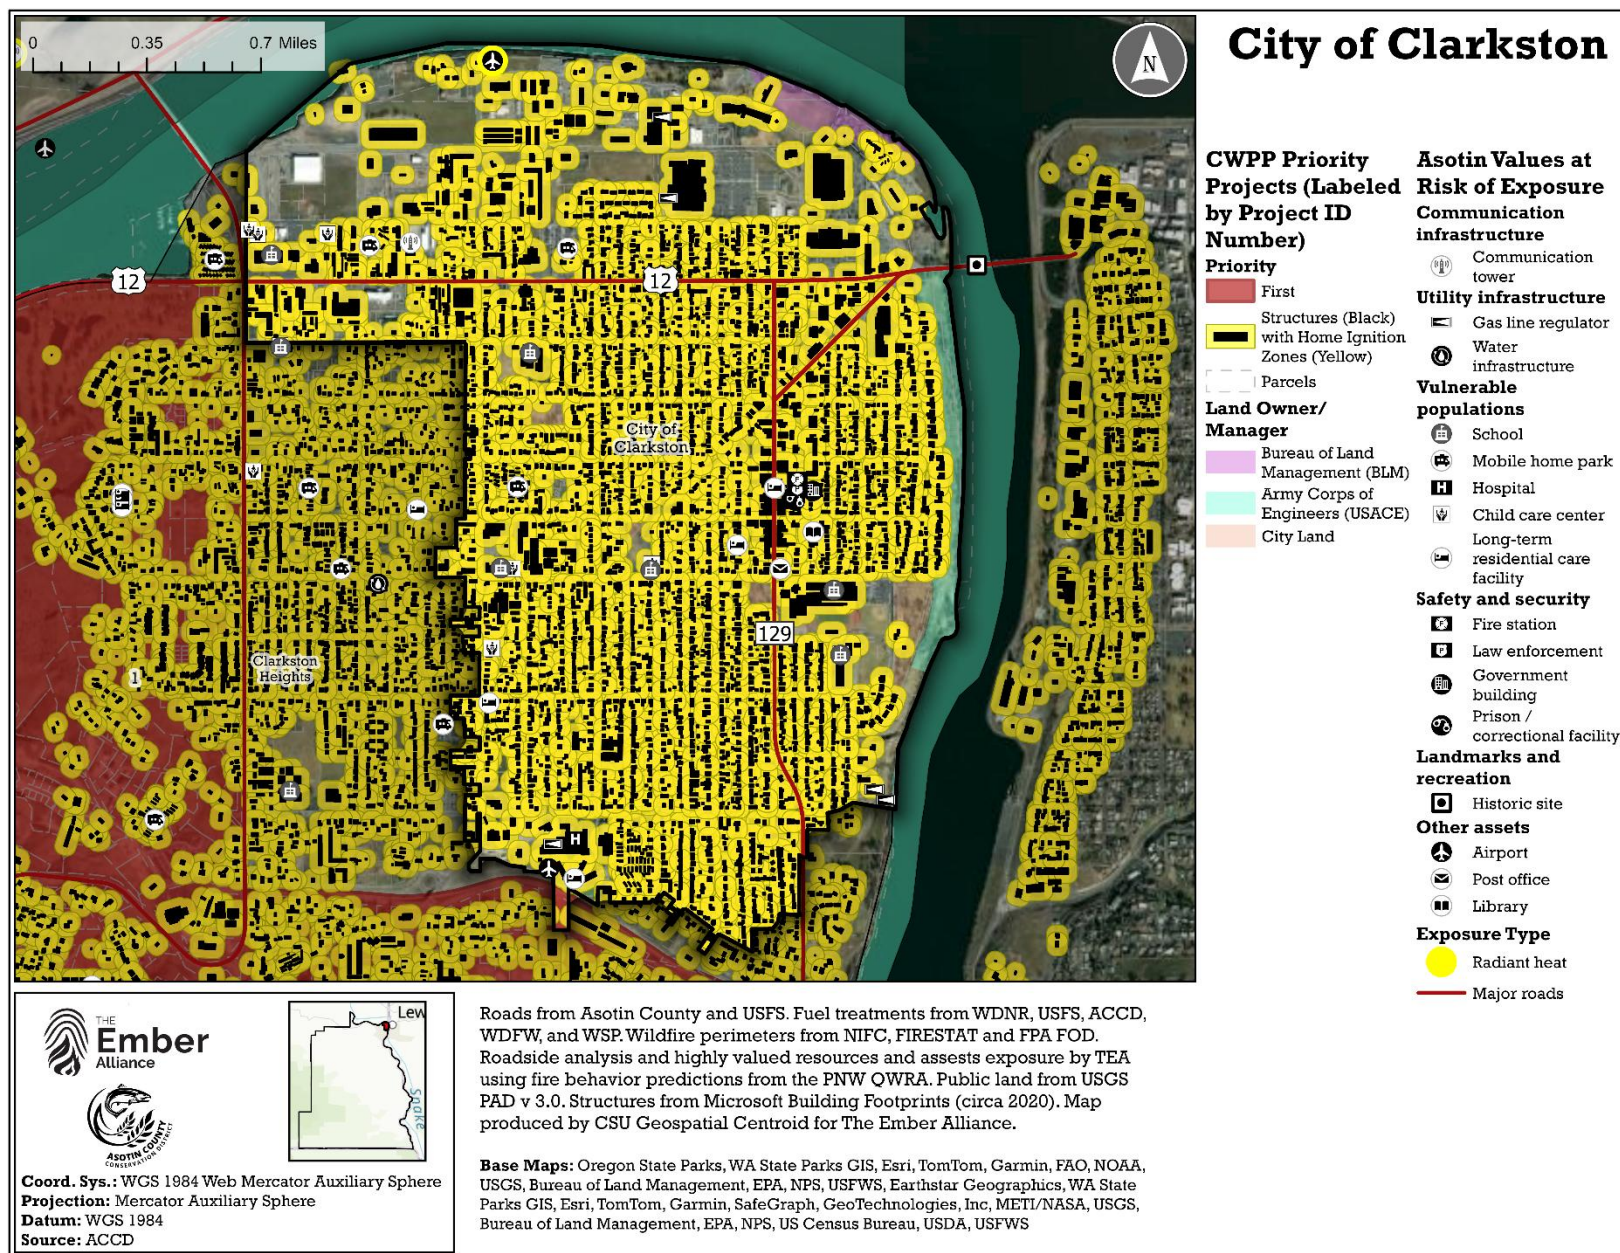 0 0.35 0.7 Miles
N
12
12
City of
Clarkston
129
Clarkston
Heights
1
H
City of Clarkston
CWPP Priority
Projects (Labeled
by Project ID
Number)
Priority
First
Structures (Black)
with Home Ignition
Zones (Yellow)
Parcels
Land Owner/
Manager
Bureau of Land
Management (BLM)
Army Corps of
Engineers (USACE)
City Land
Asotin Values at
Risk of Exposure
Communication
infrastructure
Communication
tower
Utility infrastructure
Gas line regulator
Water
infrastructure
Vulnerable
populations
School
Mobile home park
H Hospital
Child care center
Long-term
residential care
facility
Safety and security
Fire station
Law enforcement
Government
building
Prison /
correctional facility
Landmarks and
recreation
Historic site
Other assets
Airport
Post office
Library
Exposure Type
Radiant heat
Major roads
THE
Ember
Alliance
ASOTIN COUNTY
CONSERVATION DISTRICT
Lew
Snake
Coord. Sys.: WGS 1984 Web Mercator Auxiliary Sphere
Projection: Mercator Auxiliary Sphere
Datum: WGS 1984
Source: ACCD
Roads from Asotin County and USFS. Fuel treatments from WDNR, USFS, ACCD,
WDFW, and WSP. Wildfire perimeters from NIFC, FIRESTAT and FPA FOD.
Roadside analysis and highly valued resources and assests exposure by TEA
using fire behavior predictions from the PNW QWRA. Public land from USGS
PAD v 3.0. Structures from Microsoft Building Footprints (circa 2020). Map
produced by CSU Geospatial Centroid for The Ember Alliance.
Base Maps: Oregon State Parks, WA State Parks GIS, Esri, TomTom, Garmin, FAO, NOAA,
USGS, Bureau of Land Management, EPA, NPS, USFWS, Earthstar Geographics, WA State
Parks GIS, Esri, TomTom, Garmin, SafeGraph, GeoTechnologies, Inc, METI/NASA, USGS,
Bureau of Land Management, EPA, NPS, US Census Bureau, USDA, USFWS